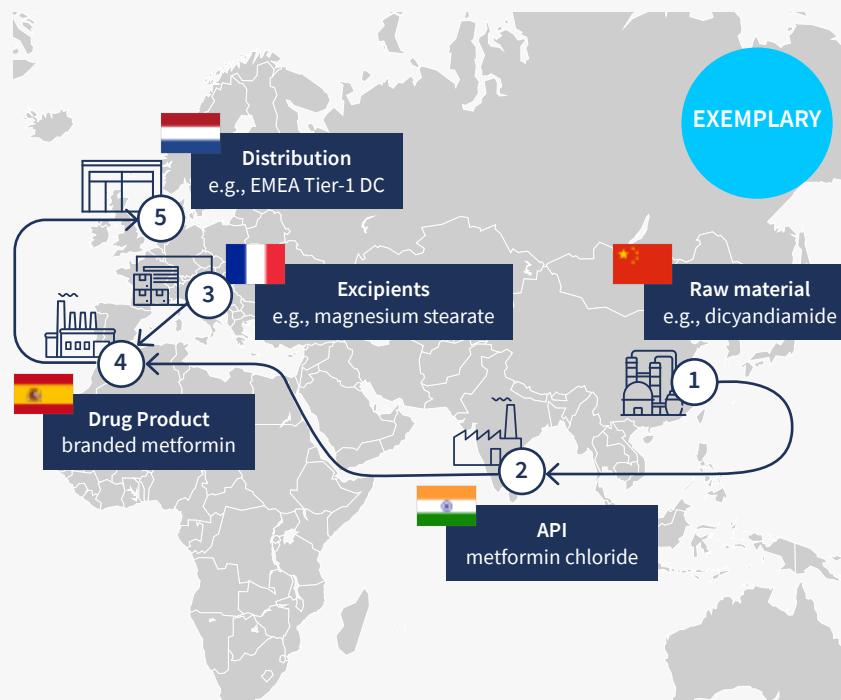 EXEMPLARY
Distribution
e.g., EMEA Tier-1 DC
5
Excipients
e.g., magnesium stearate
3
Raw material
e.g., dicyandiamide
1
4
Drug Product
branded metformin
2
API
metformin chloride